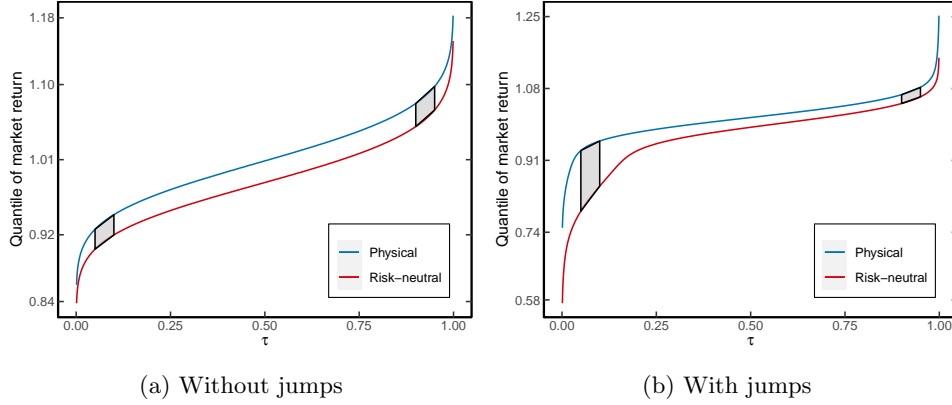 1.18
1.10
1.01
0.92
0.84
Quantile of market return
Physical
Risk−neutral
0.00 0.25 0.50 0.75 1.00
τ
(a) Without jumps
1.25
1.08
0.91
0.74
0.58
Quantile of market return
Physical
Risk−neutral
0.00 0.25 0.50 0.75 1.00
τ
(b) With jumps